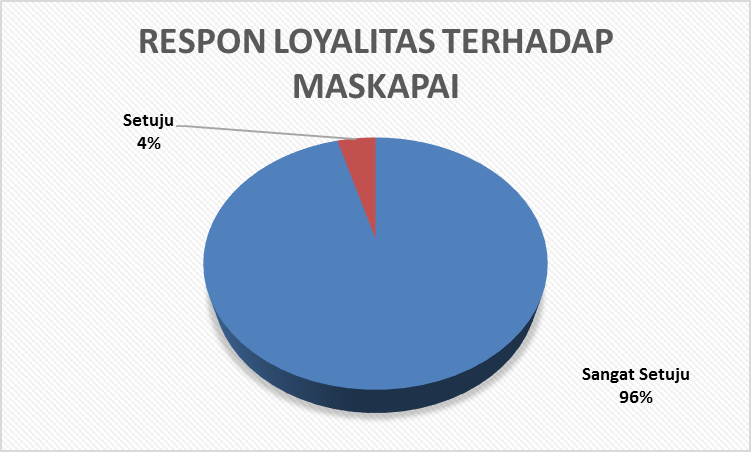 RESPON LOYALITAS TERHADAP
MASKAPAI
Setuju
4%
Sangat Setuju
96%